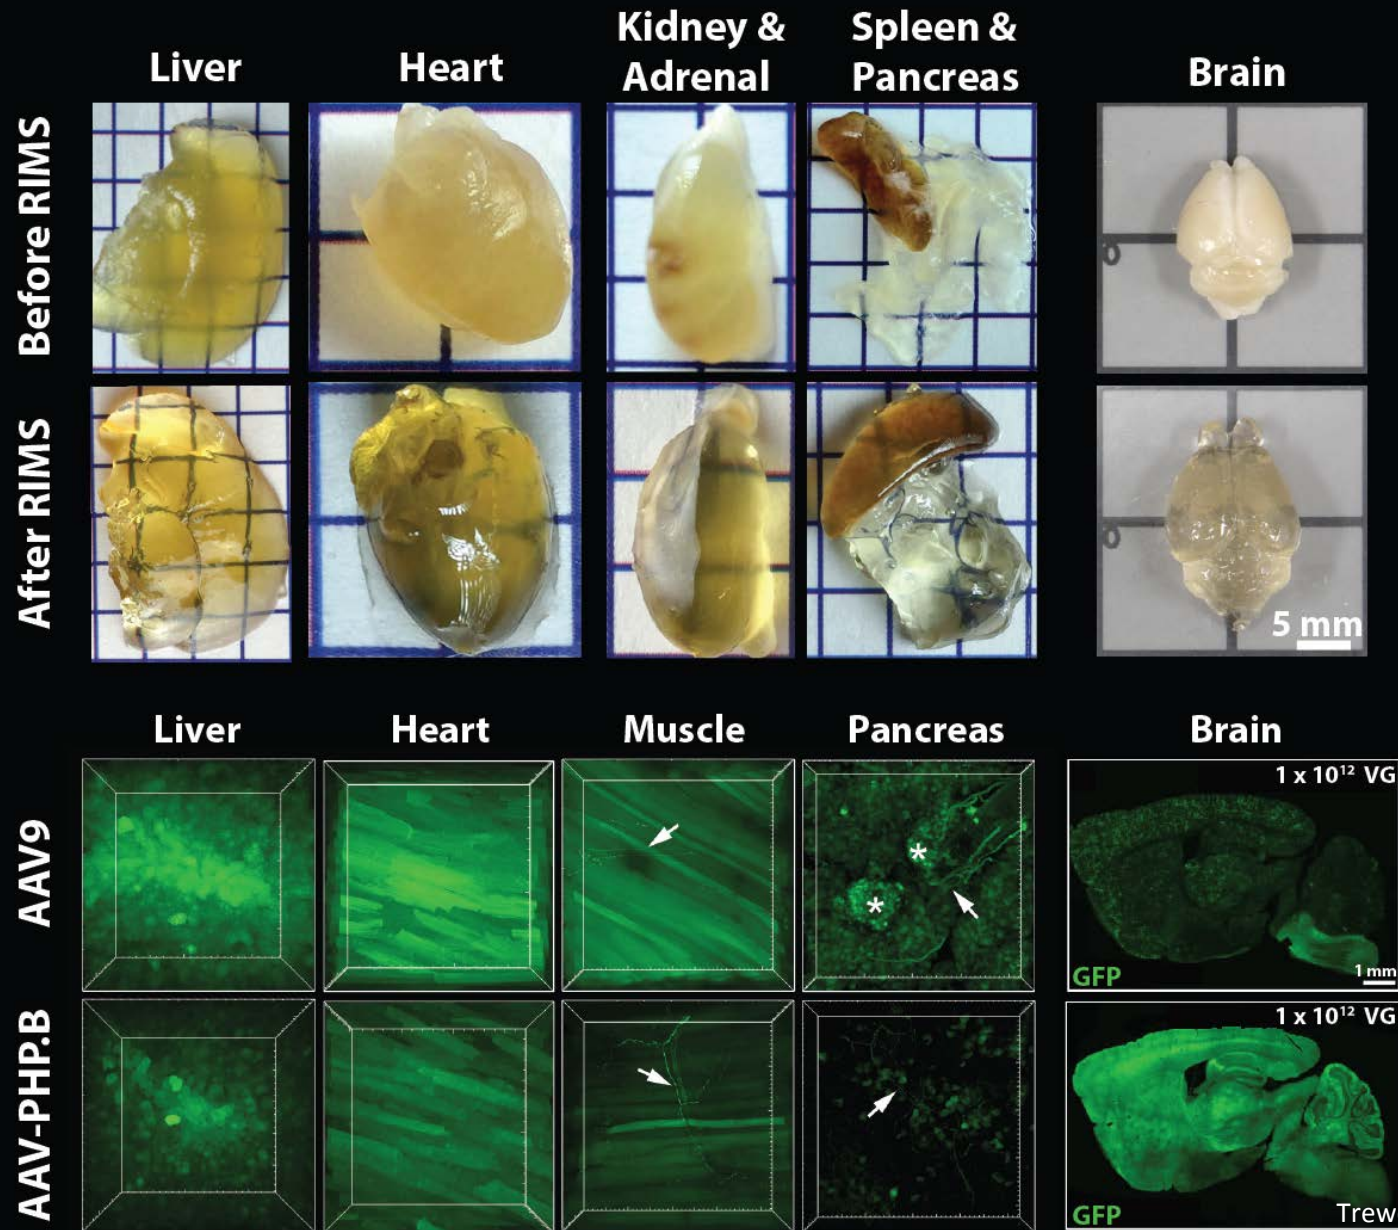 Liver
Heart
Kidney &
Adrenal
Spleen &
Pancreas
Brain
Before RIMS
After RIMS
5 mm
Liver
Heart
Muscle
Pancreas
Brain
AAV9
*
*
1 x 10¹² VG
GFP
1 mm
AAV-PHP.B
1 x 10¹² VG
GFP
Trew